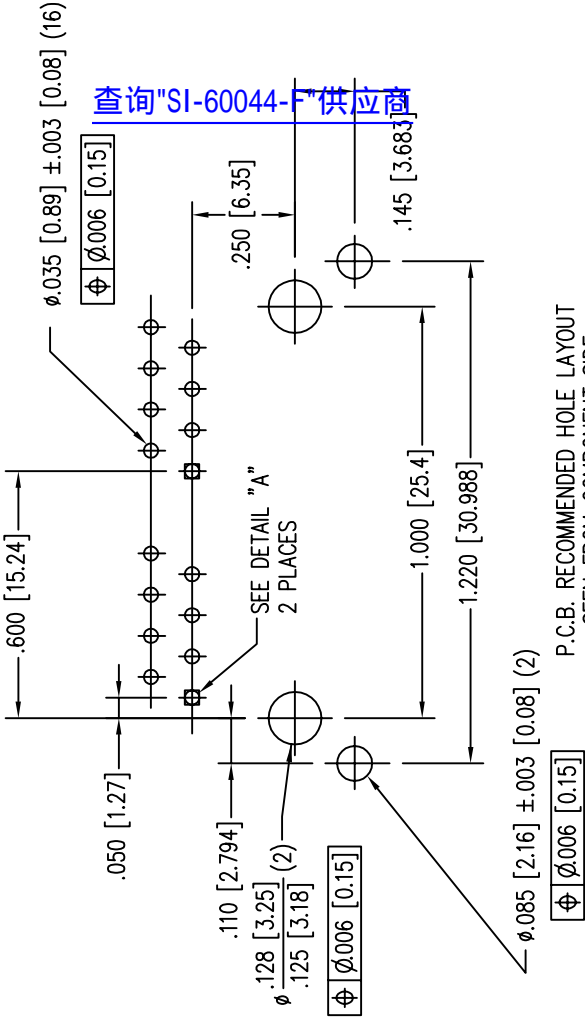 ø.035 [0.89] ±.003 [0.08] (16)
⌖ Ø.006 [0.15]
查询"SI-60044-F"供应商
.145 [3.683]
.250 [6.35]
.600 [15.24]
SEE DETAIL "A"
2 PLACES
.050 [1.27]
1.000 [25.4]
1.220 [30.988]
.110 [2.794]
ø .128 [3.25] (2)
.125 [3.18]
⌖ Ø.006 [0.15]
ø.085 [2.16] ±.003 [0.08] (2)
⌖ Ø.006 [0.15]
P.C.B. RECOMMENDED HOLE LAYOUT